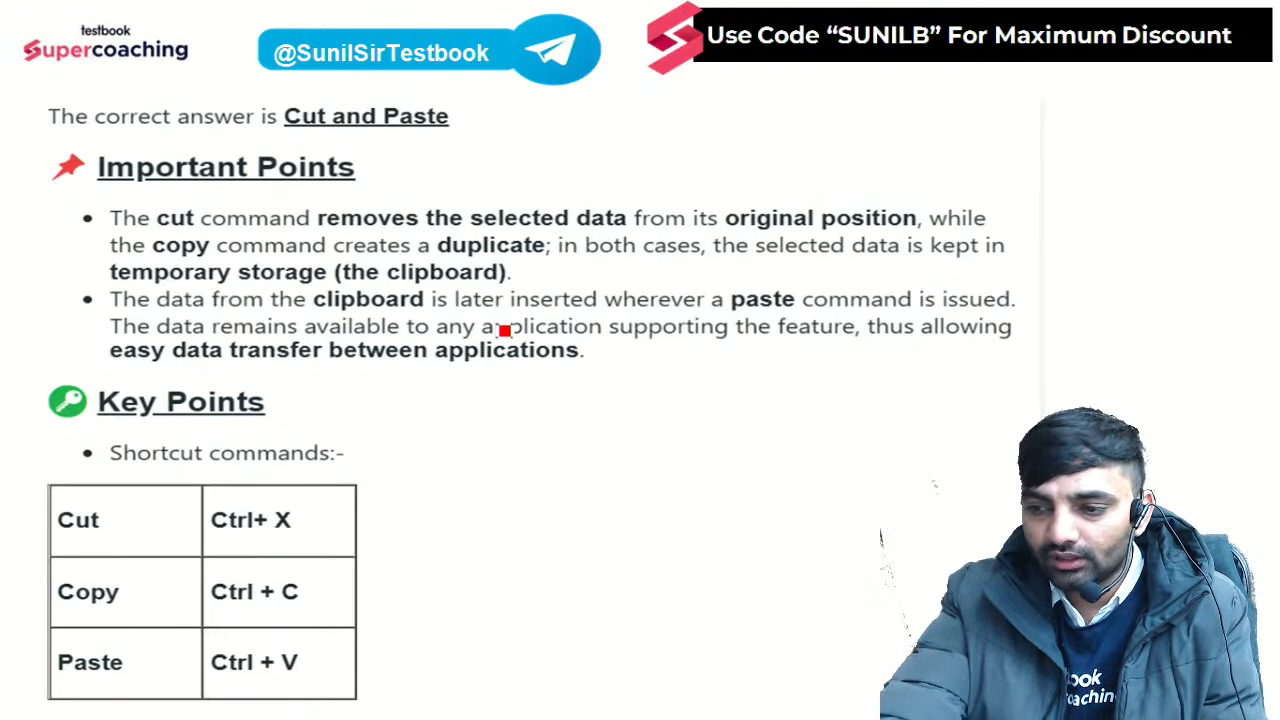 testbook
Supercoaching
@SunilSirTestbook
Use Code “SUNILB” For Maximum Discount
The correct answer is Cut and Paste
Important Points
• The cut command removes the selected data from its original position, while
the copy command creates a duplicate; in both cases, the selected data is kept in
temporary storage (the clipboard).
• The data from the clipboard is later inserted wherever a paste command is issued.
The data remains available to any application supporting the feature, thus allowing
easy data transfer between applications.
Key Points
• Shortcut commands:-
Cut Ctrl+ X
Copy Ctrl + C
Paste Ctrl + V